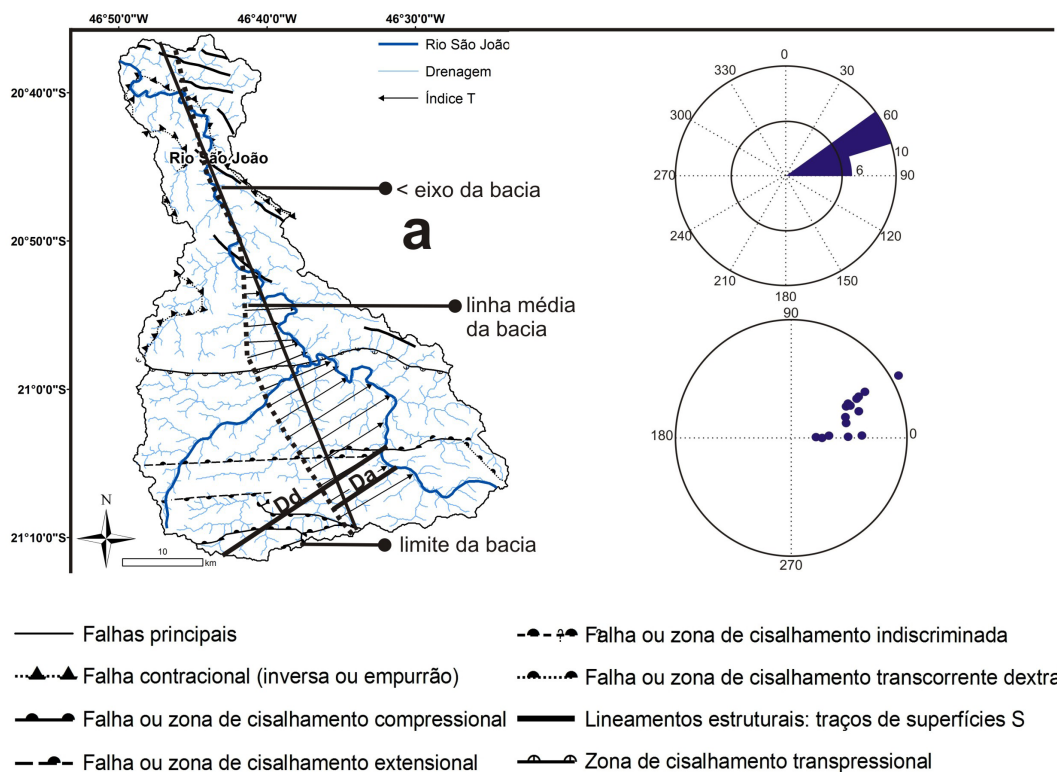 46°50'0"W
46°40'0"W
46°30'0"W
20°40'0"S
20°50'0"S
21°0'0"S
21°10'0"S
Rio São João
Drenagem
Índice T
Rio São João
< eixo da bacia
a
linha média
da bacia
Dd
Da
limite da bacia
N
10
km
0
30
60
10
6
90
120
150
180
210
240
270
300
330
90
180
0
270
Falhas principais
Falha contracional (inversa ou empurrão)
Falha ou zona de cisalhamento compressional
Falha ou zona de cisalhamento extensional
Falha ou zona de cisalhamento indiscriminada
Falha ou zona de cisalhamento transcorrente dextra
Lineamentos estruturais: traços de superfícies S
Zona de cisalhamento transpressional